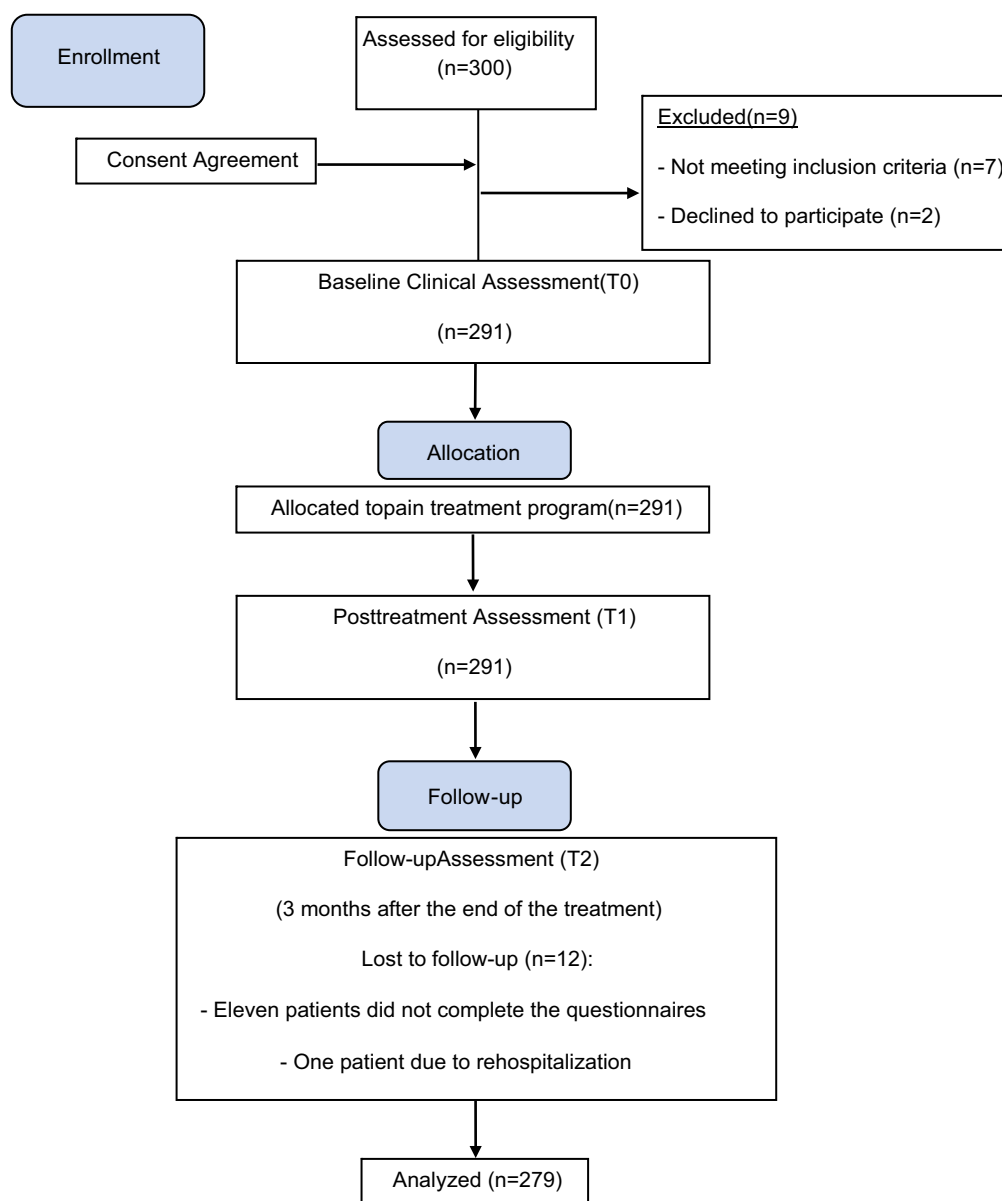 Enrollment
Assessed for eligibility
(n=300)
Consent Agreement
Excluded(n=9)
- Not meeting inclusion criteria (n=7)
- Declined to participate (n=2)
Baseline Clinical Assessment(T0)
(n=291)
Allocation
Allocated topain treatment program(n=291)
Posttreatment Assessment (T1)
(n=291)
Follow-up
Follow-upAssessment (T2)
(3 months after the end of the treatment)
Lost to follow-up (n=12):
- Eleven patients did not complete the questionnaires
- One patient due to rehospitalization
Analyzed (n=279)